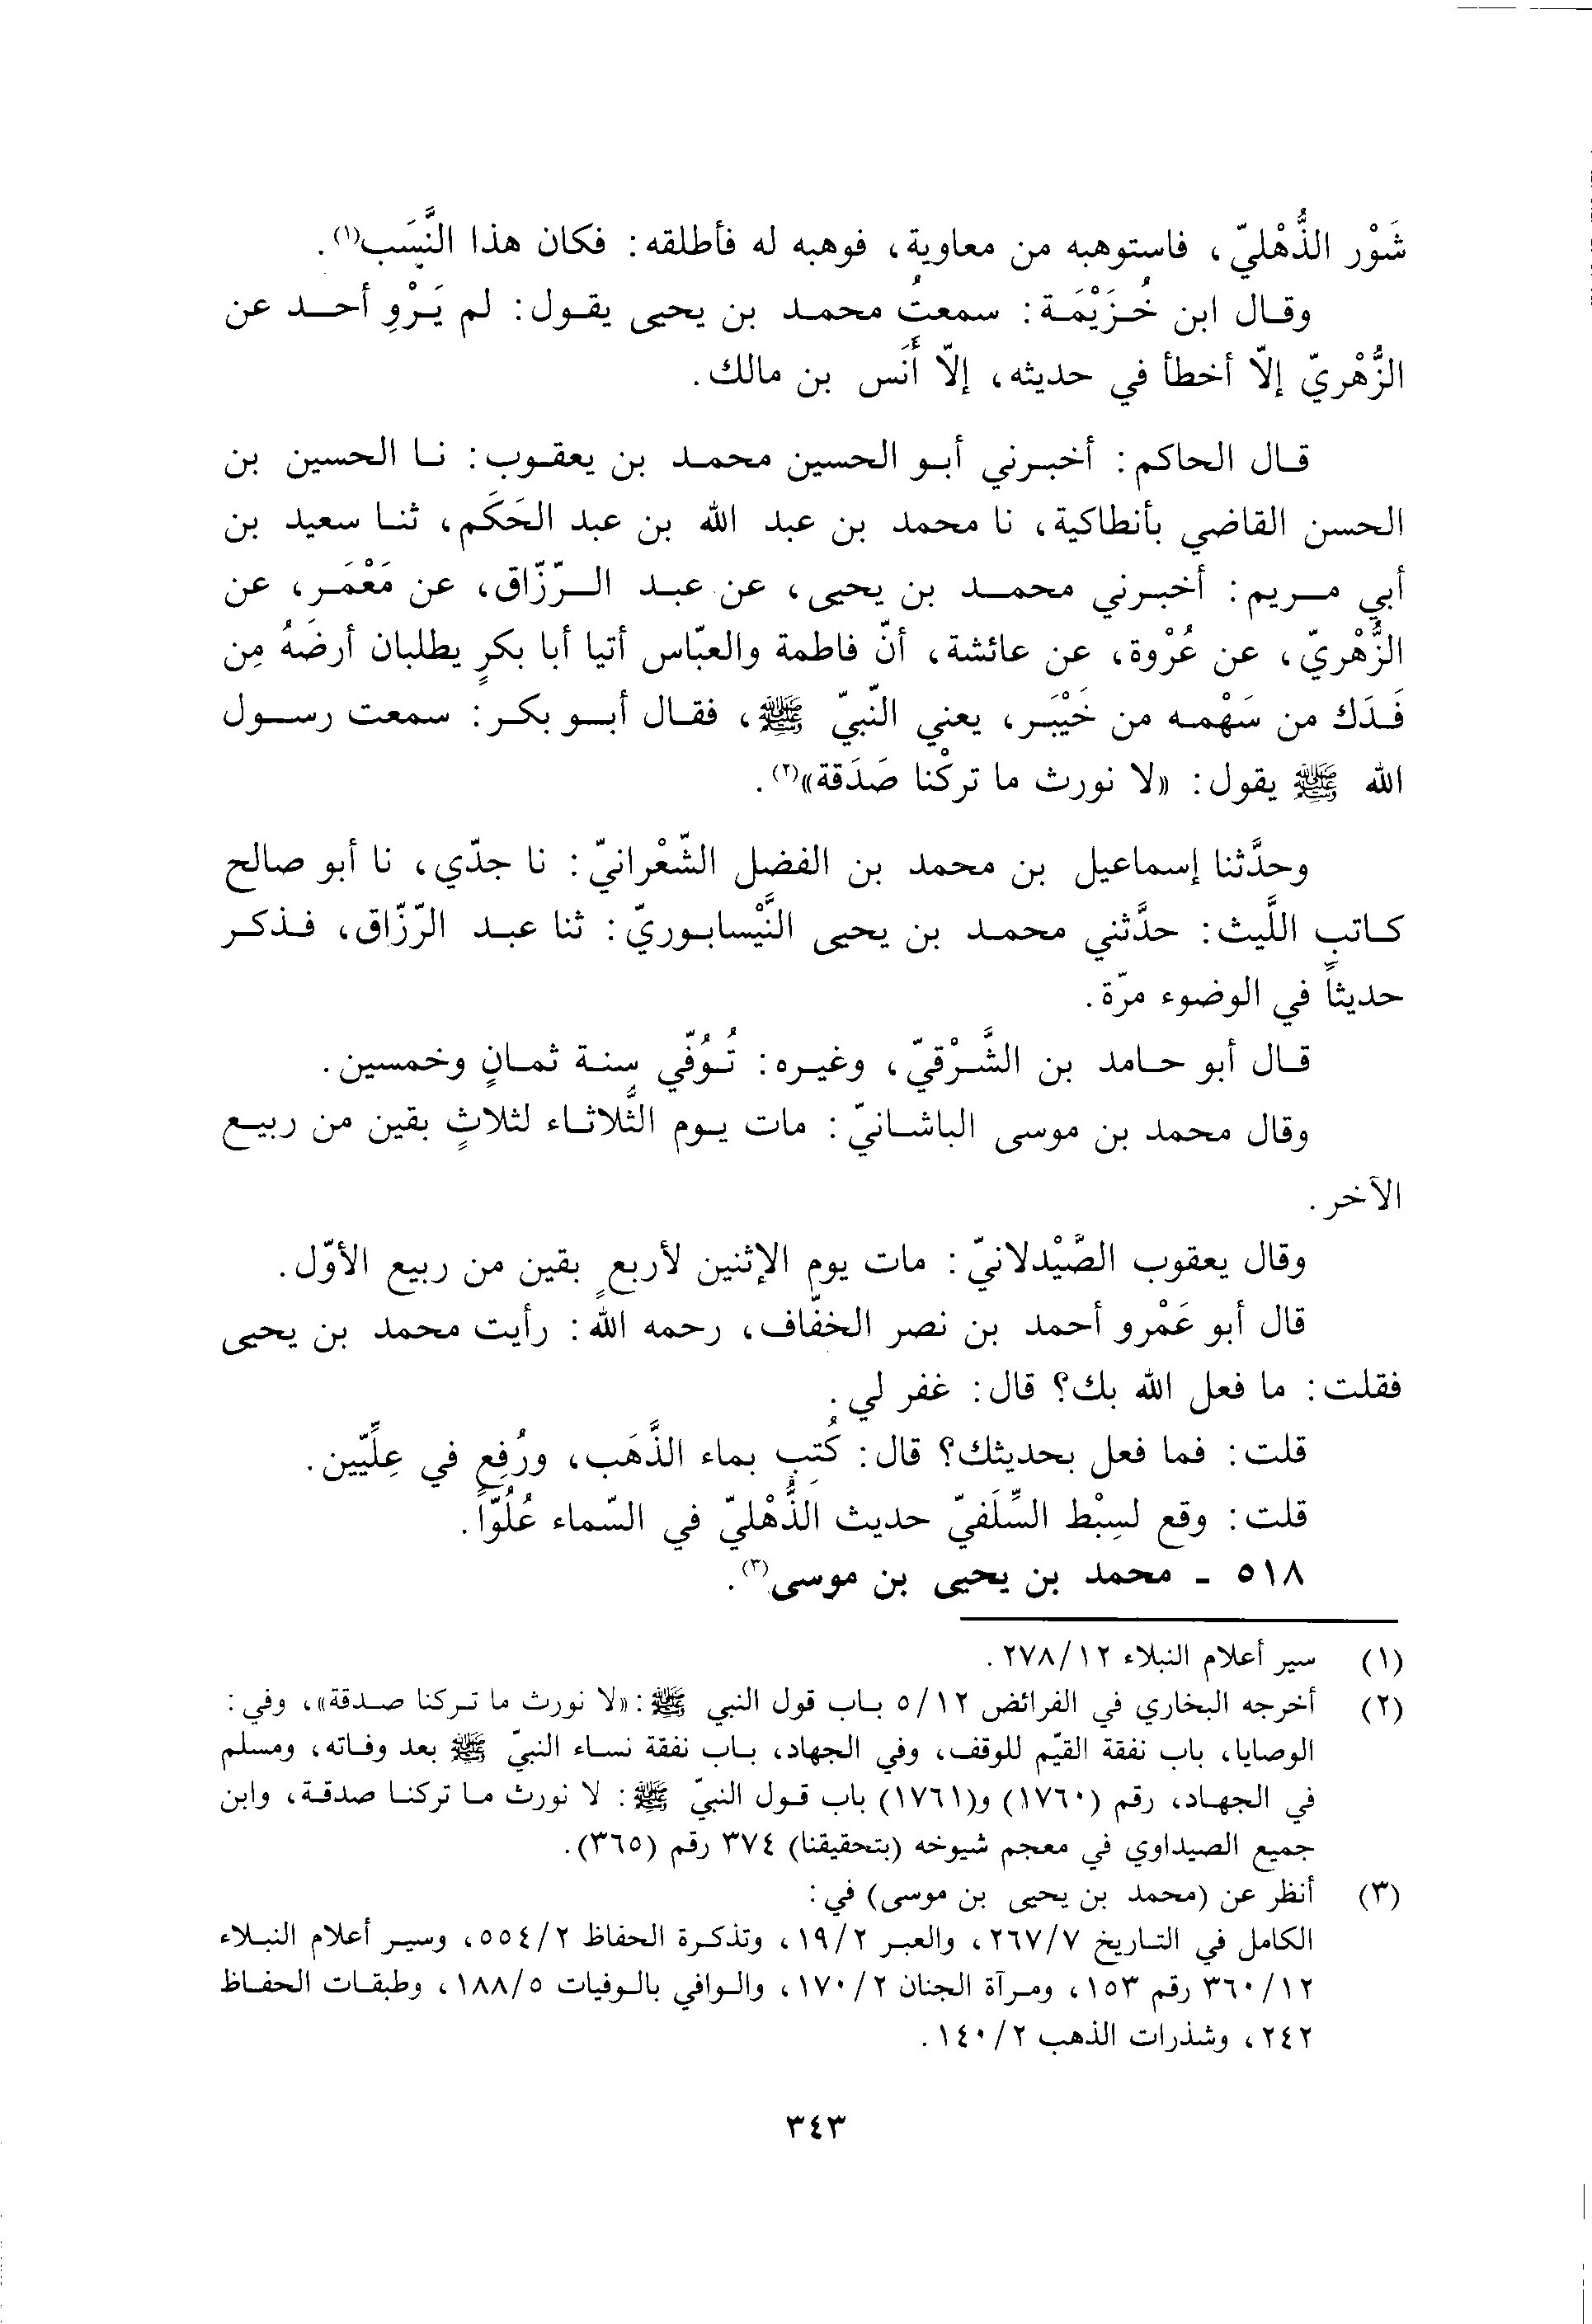 شَوْر الذُّهْليّ، فاستوهبه من معاوية، فوهبه له فأطلقه: فكان هذا النَّسَب(١).
وقال ابن خُزَيْمَة: سمعتُ محمد بن يحيى يقول: لم يَرْوِ أحد عن
الزُّهْريّ إلاّ أخطأ في حديثه، إلاّ أَنَس بن مالك.
قال الحاكم: أخبرني أبو الحسين محمد بن يعقوب: نا الحسين بن
الحسن القاضي بأنطاكية، نا محمد بن عبد الله بن عبد الحَكَم، ثنا سعيد بن
أبي مريم: أخبرني محمد بن يحيى، عن عبد الرّزّاق، عن مَعْمَر، عن
الزُّهْريّ، عن عُرْوة، عن عائشة، أنّ فاطمة والعبّاس أتيا أبا بكرٍ يطلبان أرضَهُ مِن
فَدَك من سَهْمه من خَيْبَر، يعني النّبيّ ﷺ، فقال أبو بكر: سمعت رسول
الله ﷺ يقول: «لا نورث ما تركْنا صَدَقة»(٢).
وحدَّثنا إسماعيل بن محمد بن الفضل الشّعْرانيّ: نا جدّي، نا أبو صالح
كاتب اللَّيث: حدَّثني محمد بن يحيى النَّيْسابوريّ: ثنا عبد الرّزّاق، فذكر
حديثاً في الوضوء مرّة.
قال أبو حامد بن الشَّرْقيّ، وغيره: تُوُفّي سنة ثمانٍ وخمسين.
وقال محمد بن موسى الباشانيّ: مات يوم الثُّلاثاء لثلاثٍ بقين من ربيع
الآخر.
وقال يعقوب الصَّيْدلانيّ: مات يوم الإثنين لأربعٍ بقين من ربيع الأوّل.
قال أبو عَمْرو أحمد بن نصر الخفّاف، رحمه الله: رأيت محمد بن يحيى
فقلت: ما فعل الله بك؟ قال: غفر لي.
قلت: فما فعل بحديثك؟ قال: كُتِب بماء الذَّهَب، ورُفِع في عِلِّيّين.
قلت: وقع لسِبْط السِّلَفيّ حديث الذُّهْليّ في السّماء عُلُوّاً.
٥١٨ - محمد بن يحيى بن موسى(٣).
(١) سير أعلام النبلاء ٢٧٨/١٢.
(٢) أخرجه البخاري في الفرائض ٥/١٢ باب قول النبي ﷺ: «لا نورث ما تركنا صدقة»، وفي:
الوصايا، باب نفقة القيّم للوقف، وفي الجهاد، باب نفقة نساء النبيّ ﷺ بعد وفاته، ومسلم
في الجهاد، رقم (١٧٦٠) و(١٧٦١) باب قول النبيّ ﷺ: لا نورث ما تركنا صدقة، وابن
جميع الصيداوي في معجم شيوخه (بتحقيقنا) ٣٧٤ رقم (٣٦٥).
(٣) أنظر عن (محمد بن يحيى بن موسى) في:
الكامل في التاريخ ٢٦٧/٧، والعبر ١٩/٢، وتذكرة الحفاظ ٥٥٤/٢، وسير أعلام النبلاء
٣٦٠/١٢ رقم ١٥٣، ومرآة الجنان ١٧٠/٢، والوافي بالوفيات ١٨٨/٥، وطبقات الحفاظ
٢٤٢، وشذرات الذهب ١٤٠/٢.
٣٤٣